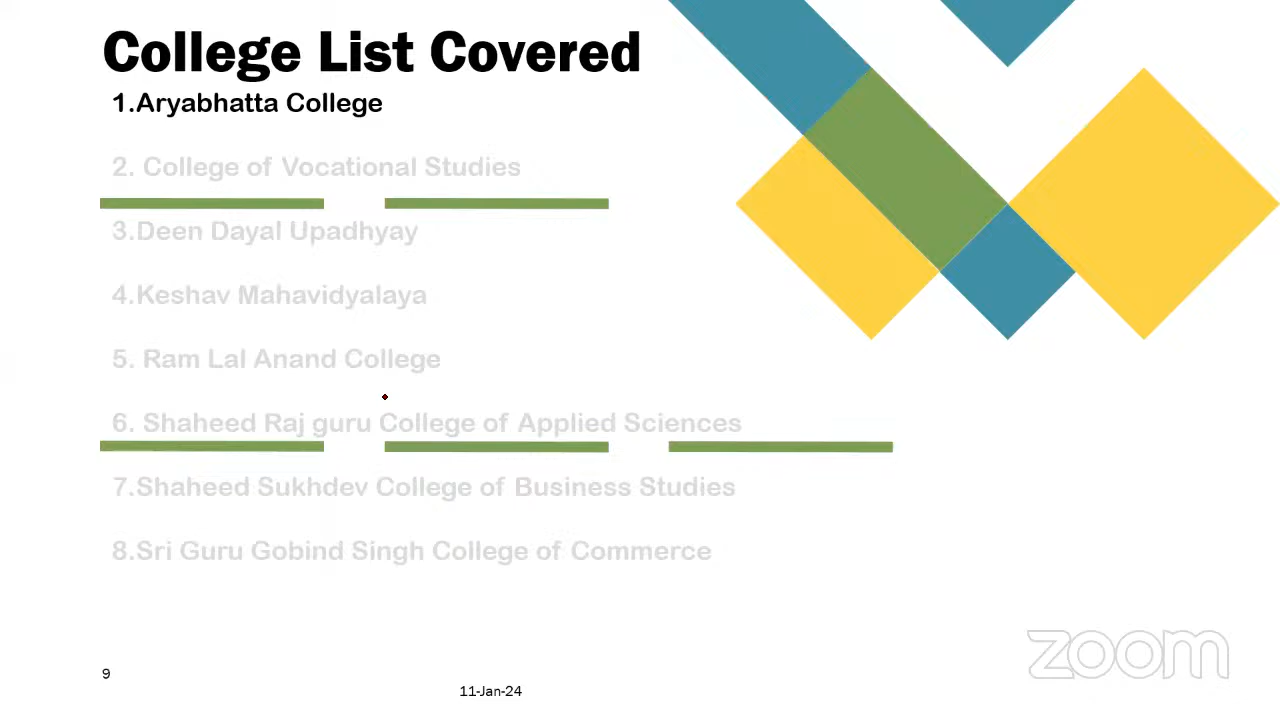 College List Covered
1.Aryabhatta College
2. College of Vocational Studies
3.Deen Dayal Upadhyay
4.Keshav Mahavidyalaya
5. Ram Lal Anand College
6. Shaheed Raj guru College of Applied Sciences
7.Shaheed Sukhdev College of Business Studies
8.Sri Guru Gobind Singh College of Commerce
zoom
9
11-Jan-24